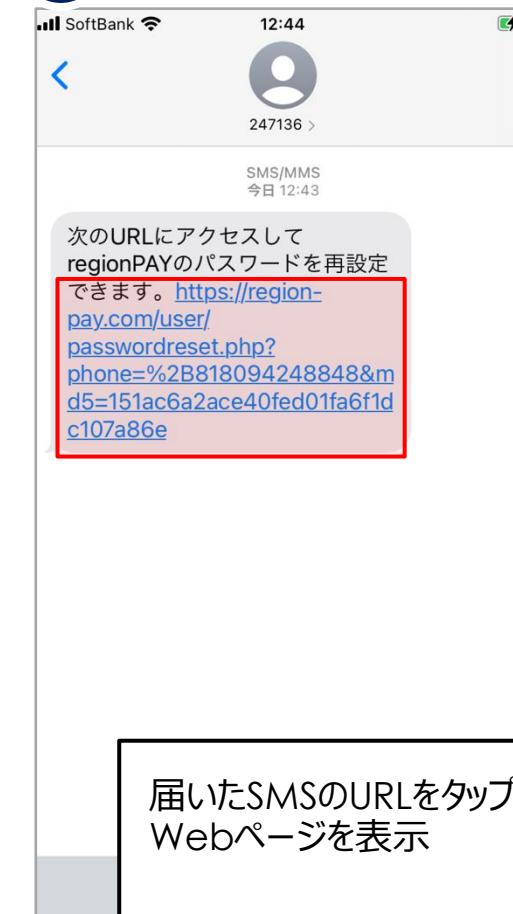 SoftBank 12:44
247136 >
SMS/MMS
今日 12:43
次のURLにアクセスして
regionPAYのパスワードを再設定
できます。https://region-
pay.com/user/
passwordreset.php?
phone=%2B818094248848&m
d5=151ac6a2ace40fed01fa6f1d
c107a86e
届いたSMSのURLをタップ
Webページを表示